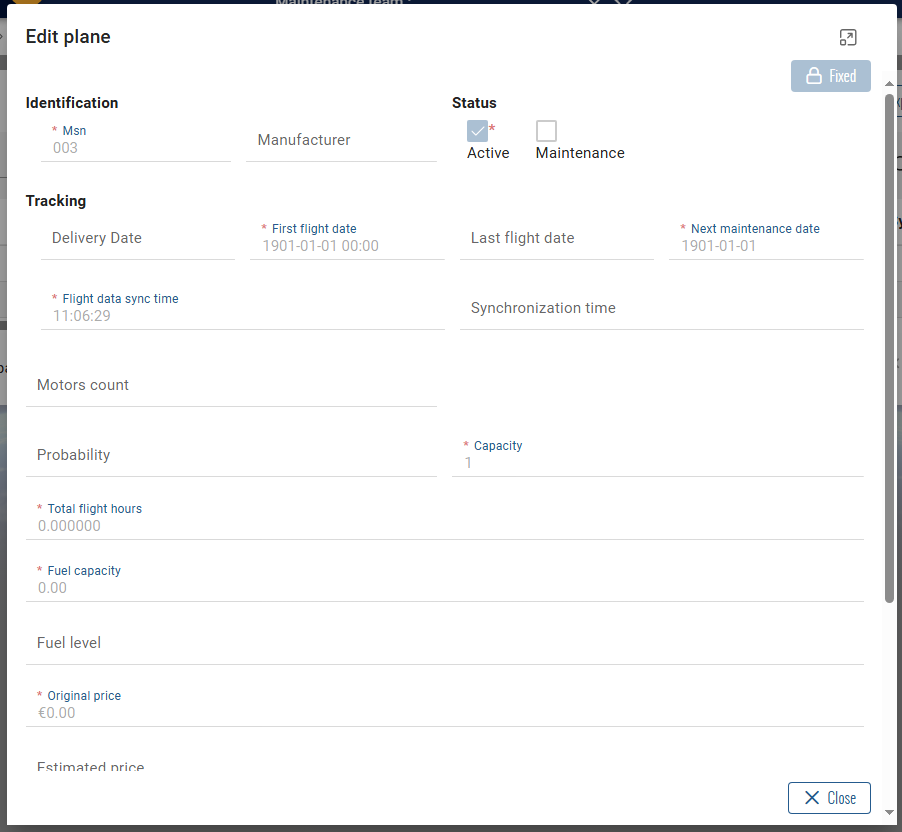 Maintenance Team
Edit plane
Fixed
Identification
Status
* Msn
003
Manufacturer
*
Active
Maintenance
Tracking
Delivery Date
* First flight date
1901-01-01 00:00
Last flight date
* Next maintenance date
1901-01-01
* Flight data sync time
11:06:29
Synchronization time
Motors count
Probability
* Capacity
1
* Total flight hours
0.000000
* Fuel capacity
0.00
Fuel level
* Original price
€0.00
Estimated price
Close